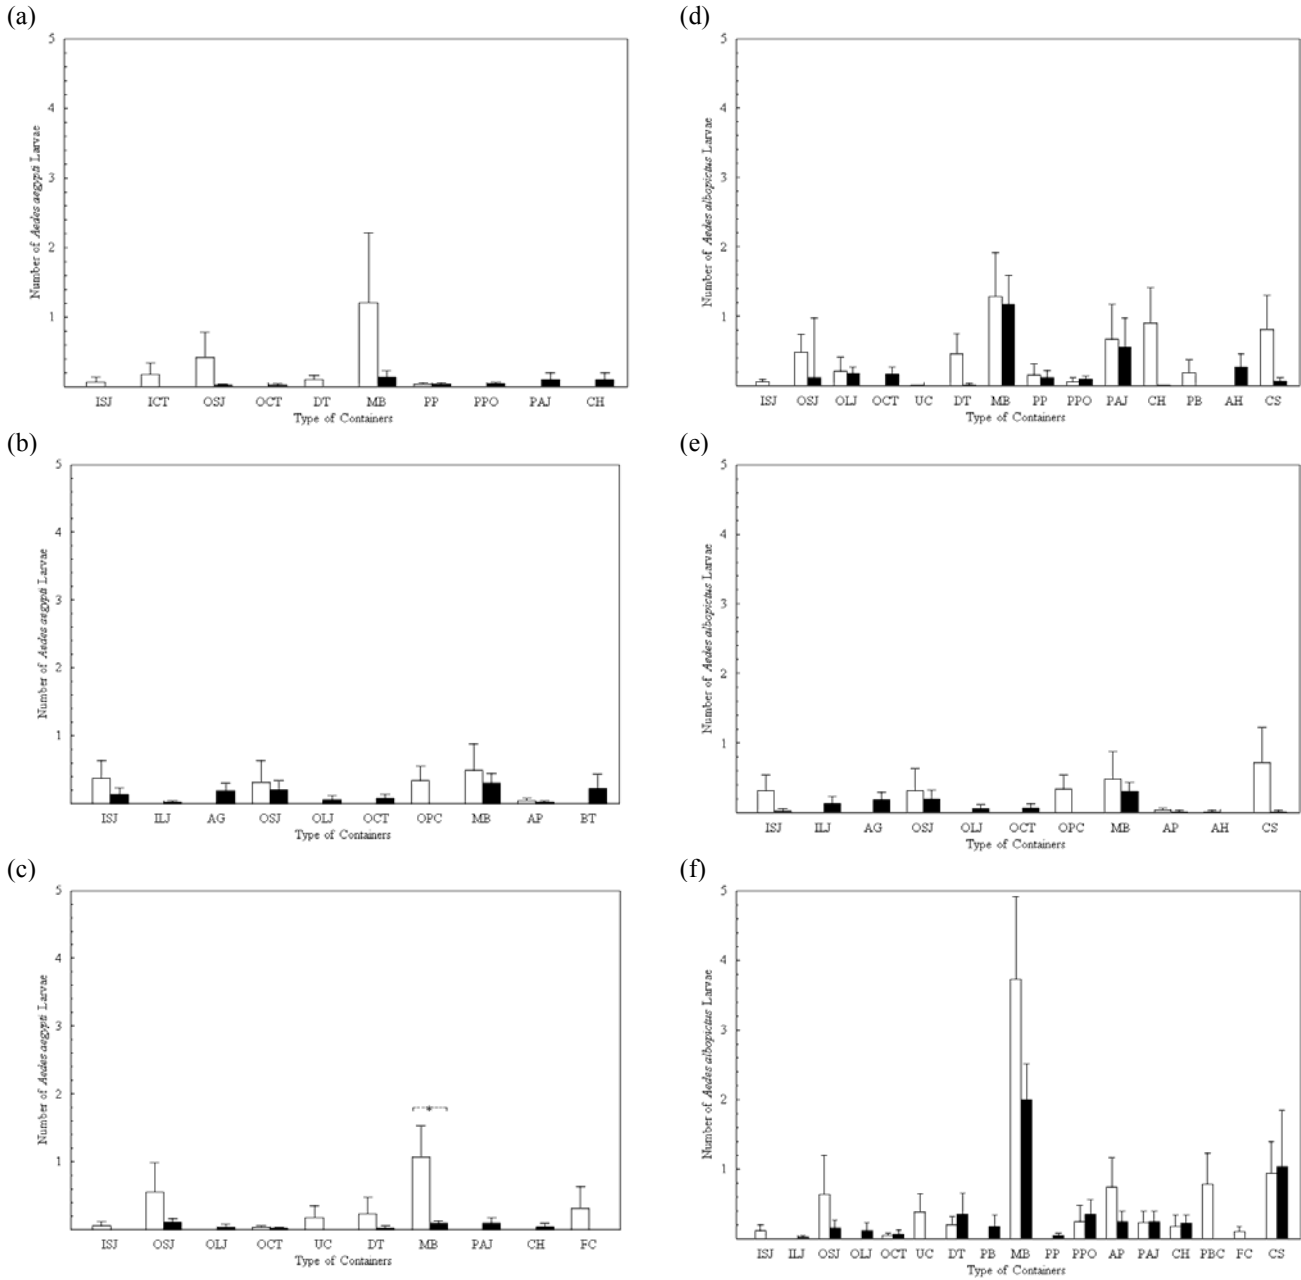 (a)
5
4
3
2
1
Number of Aedes aegypti Larvae
ISJ ICT OSJ OCT DT MB PP PPO PAJ CH
Type of Containers
(d)
5
4
3
2
1
Number of Aedes albopictus Larvae
ISJ OSJ OLJ OCT UC DT MB PP PPO PAJ CH PB AH CS
Type of Containers
(b)
5
4
3
2
1
Number of Aedes aegypti Larvae
ISJ ILJ AG OSJ OLJ OCT OPC MB AP BT
Type of Containers
(e)
5
4
3
2
1
Number of Aedes albopictus Larvae
ISJ ILJ AG OSJ OLJ OCT OPC MB AP AH CS
Type of Containers
(c)
5
4
3
2
1
Number of Aedes aegypti Larvae
*
ISJ OSJ OLJ OCT UC DT MB PAJ CH FC
Type of Containers
(f)
5
4
3
2
1
Number of Aedes albopictus Larvae
ISJ ILJ OSJ OLJ OCT UC DT PB MB PP PPO AP PAJ CH PBC FC CS
Type of Containers